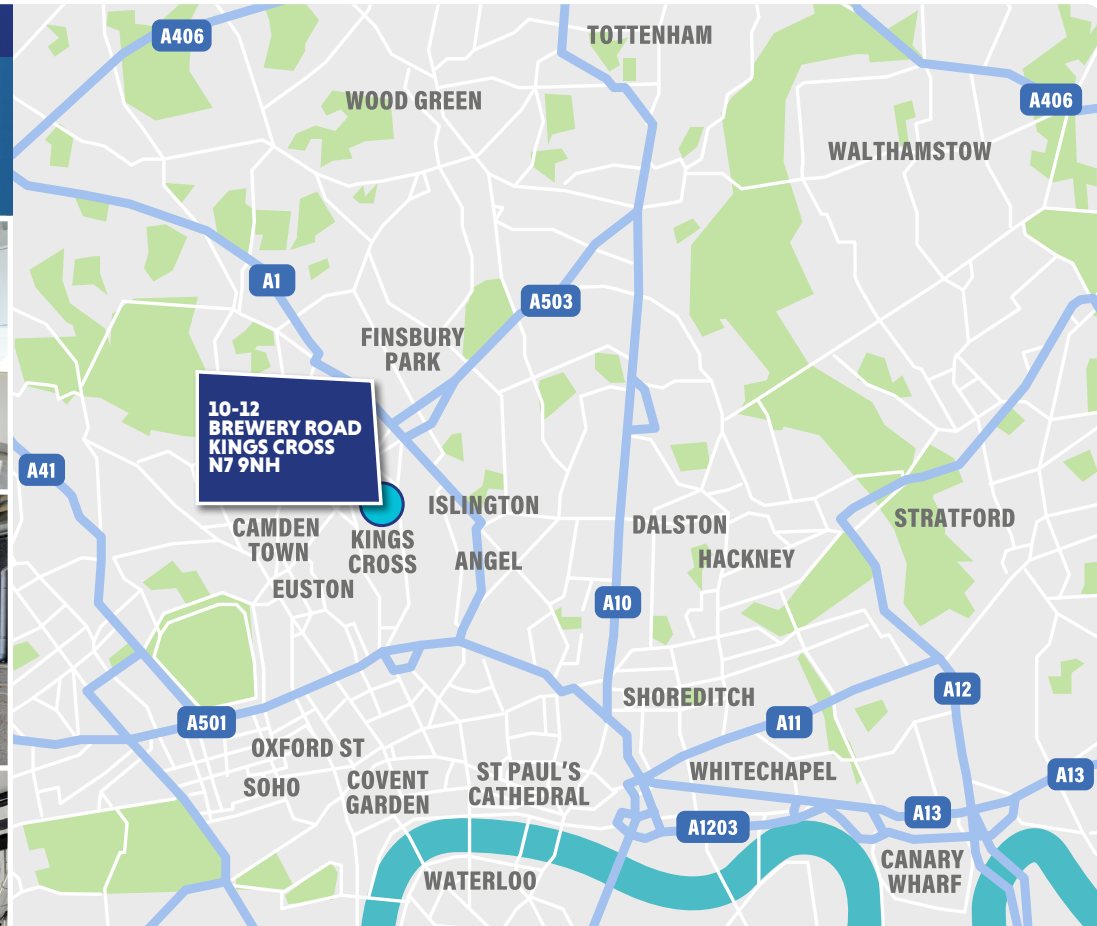 A406
TOTTENHAM
WOOD GREEN
A406
WALTHAMSTOW
A1
A503
FINSBURY
PARK
10-12
BREWERY ROAD
KINGS CROSS
N7 9NH
A41
ISLINGTON
CAMDEN
TOWN
KINGS
CROSS
ANGEL
DALSTON
STRATFORD
HACKNEY
EUSTON
A10
A12
SHOREDITCH
A501
A11
OXFORD ST
SOHO
COVENT
GARDEN
ST PAUL'S
CATHEDRAL
WHITECHAPEL
A13
A13
A1203
CANARY
WHARF
WATERLOO